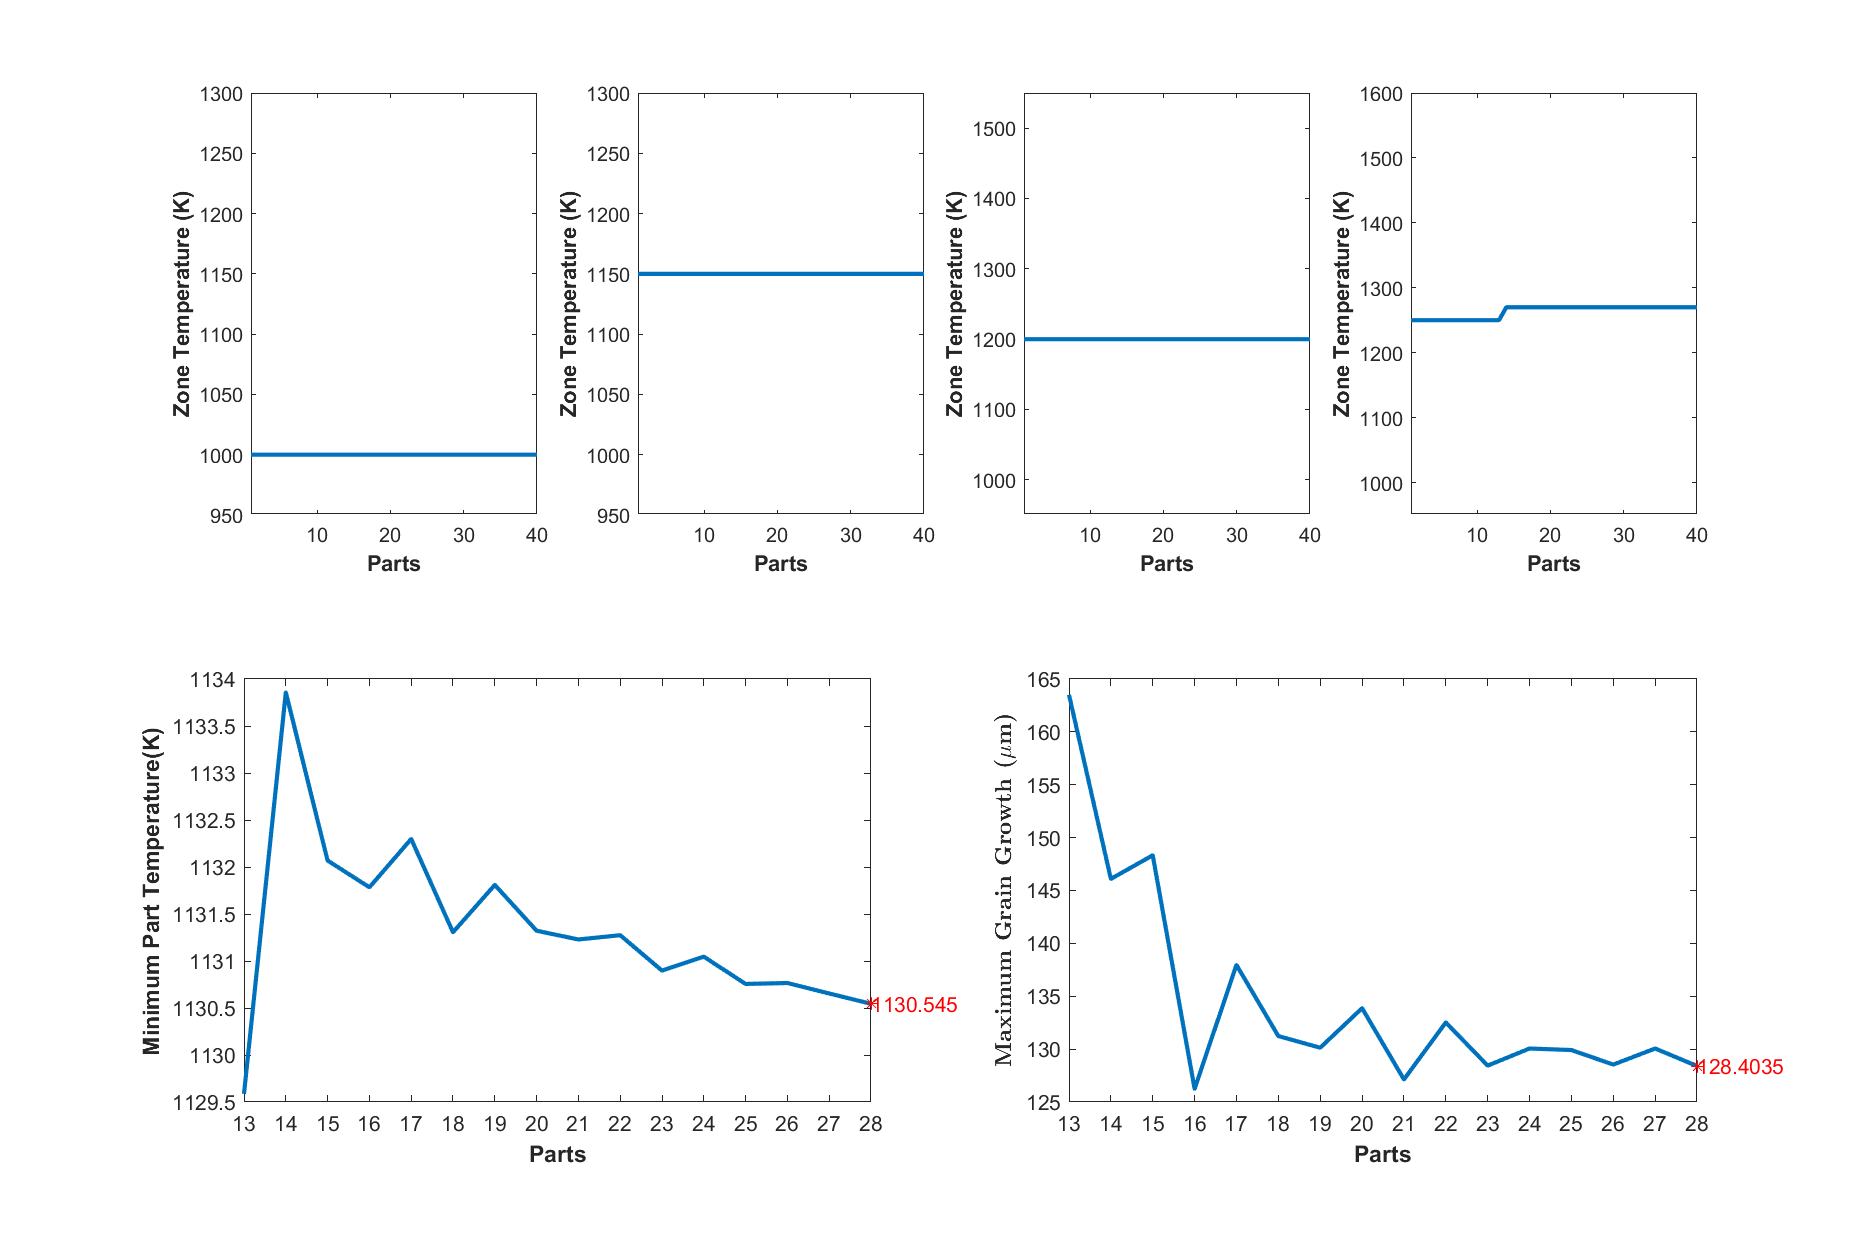 1300
1250
1200
1150
1100
1050
1000
950
10 20 30 40
Zone Temperature (K)
Parts
1300
1250
1200
1150
1100
1050
1000
950
10 20 30 40
Zone Temperature (K)
Parts
1500
1400
1300
1200
1100
1000
10 20 30 40
Zone Temperature (K)
Parts
1600
1500
1400
1300
1200
1100
1000
10 20 30 40
Zone Temperature (K)
Parts
1134
1133.5
1133
1132.5
1132
1131.5
1131
1130.5
1130
1129.5
13 14 15 16 17 18 19 20 21 22 23 24 25 26 27 28
Minimum Part Temperature(K)
Parts
1130.545
165
160
155
150
145
140
135
130
125
13 14 15 16 17 18 19 20 21 22 23 24 25 26 27 28
Maximum Grain Growth (μm)
Parts
128.4035